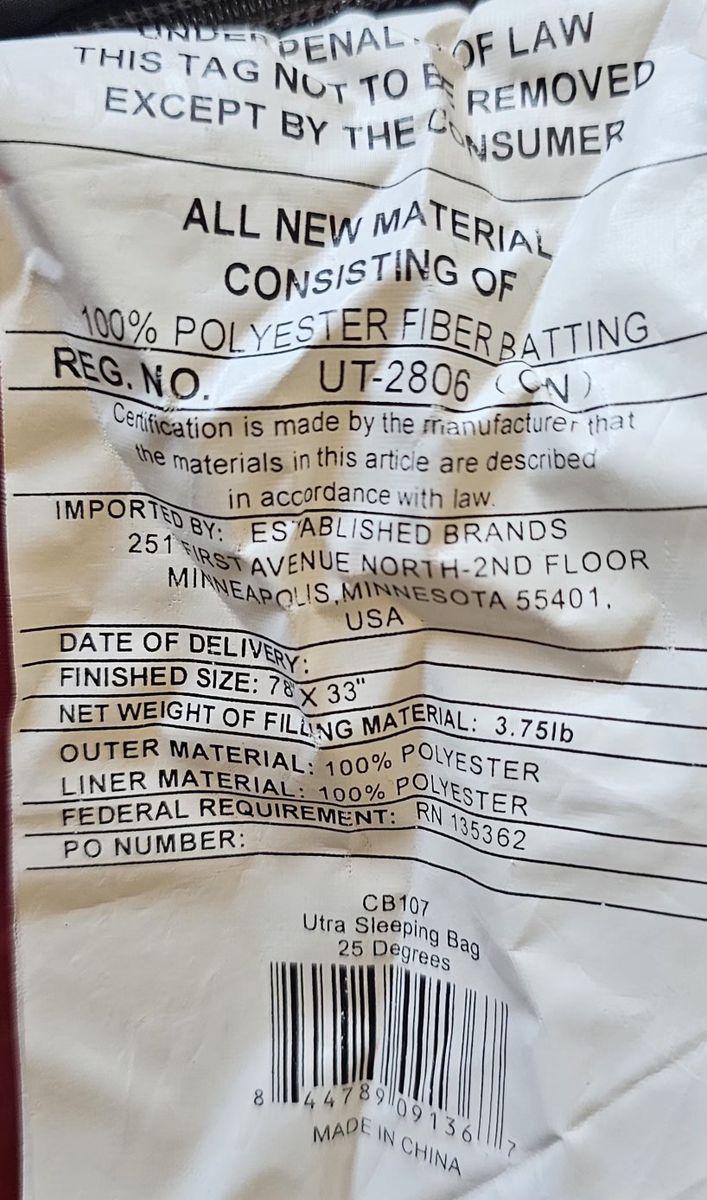 UNDER PENAL OF LAW
THIS TAG NOT TO BE REMOVED
EXCEPT BY THE CONSUMER
ALL NEW MATERIAL
CONSISTING OF
100% POLYESTER FIBER BATTING
REG. NO. UT-2806 (CN)
Certification is made by the manufacturer that
the materials in this article are described
in accordance with law.
IMPORTED BY: ESTABLISHED BRANDS
251 FIRST AVENUE NORTH-2ND FLOOR
MINNEAPOLIS, MINNESOTA 55401,
USA
DATE OF DELIVERY:
FINISHED SIZE: 78" X 33"
NET WEIGHT OF FILLING MATERIAL: 3.75lb
OUTER MATERIAL: 100% POLYESTER
LINER MATERIAL: 100% POLYESTER
FEDERAL REQUIREMENT: RN 135362
PO NUMBER:
CB107
Utra Sleeping Bag
25 Degrees
8 44789 09136 7
MADE IN CHINA